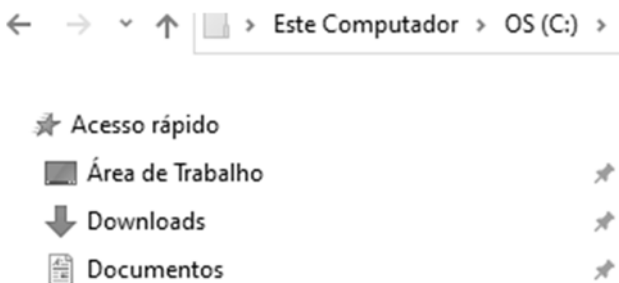 Este Computador > OS (C:) >
Acesso rápido
Área de Trabalho
Downloads
Documentos